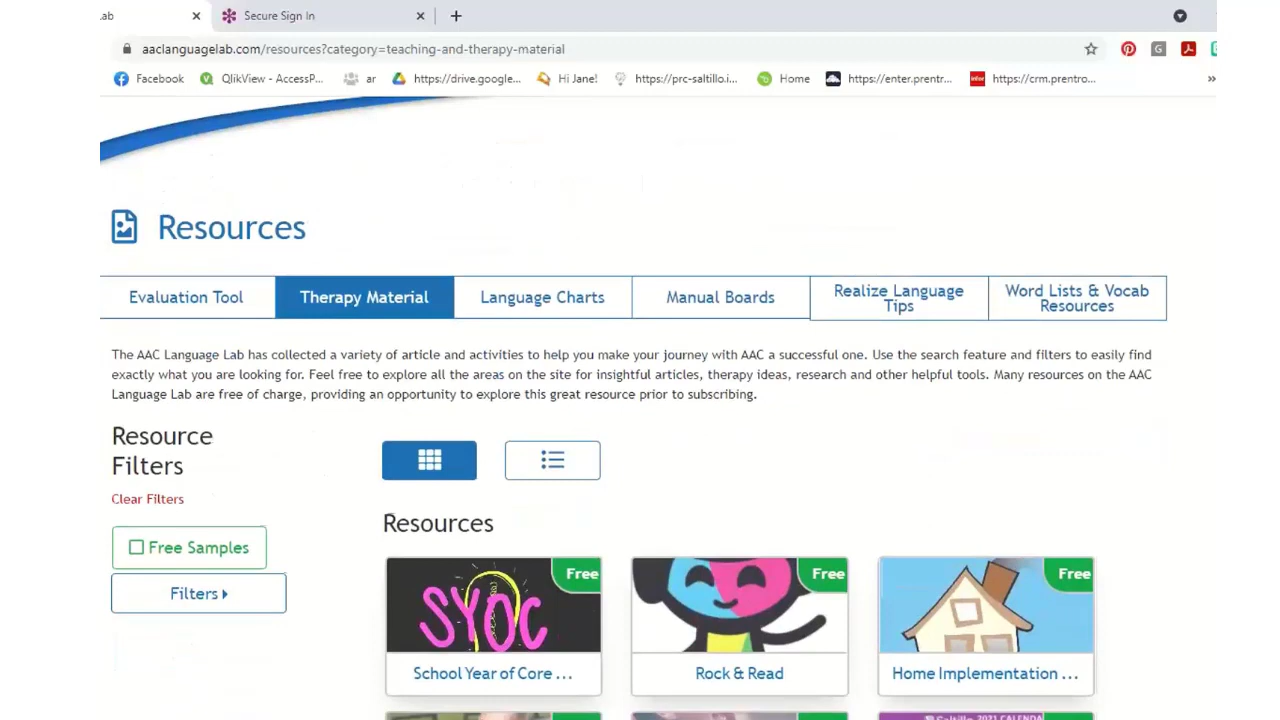 Lab
Secure Sign In
aaclanguagelab.com/resources?category=teaching-and-therapy-material
Facebook
QlikView - AccessP...
ar
https://drive.google...
Hi Jane!
https://prc-saltillo.i...
Home
https://enter.prentr...
https://crm.prentro...
»
Resources
Evaluation Tool
Therapy Material
Language Charts
Manual Boards
Realize Language
Tips
Word Lists & Vocab
Resources
The AAC Language Lab has collected a variety of article and activities to help you make your journey with AAC a successful one. Use the search feature and filters to easily find
exactly what you are looking for. Feel free to explore all the areas on the site for insightful articles, therapy ideas, research and other helpful tools. Many resources on the AAC
Language Lab are free of charge, providing an opportunity to explore this great resource prior to subscribing.
Resource
Filters
Clear Filters
Free Samples
Filters
Resources
Free
SYOC
School Year of Core ...
Free
Rock & Read
Free
Home Implementation ...
Saltillo 2021 CALENDA